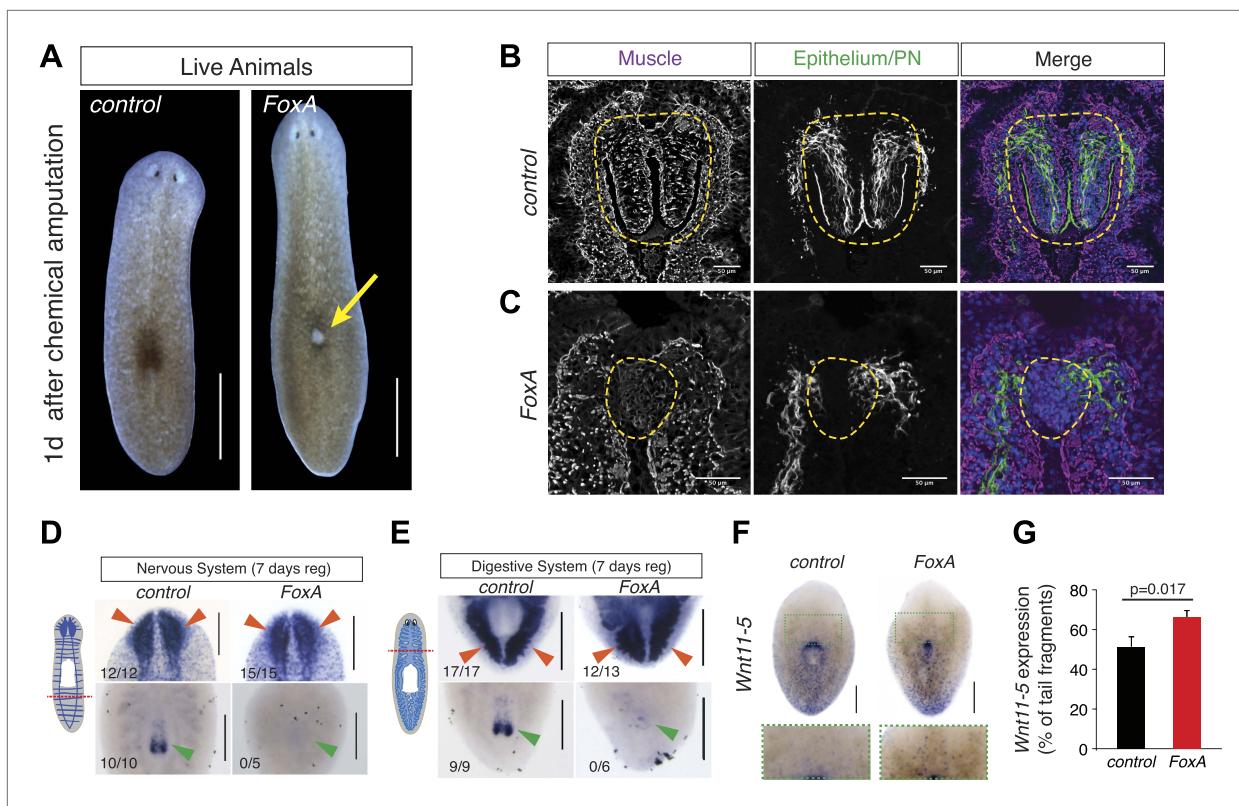 A
Live Animals
control
FoxA
1d after chemical amputation
B
Muscle
Epithelium/PN
Merge
control
50 µm
50 µm
50 µm
C
FoxA
50 µm
50 µm
50 µm
D
Nervous System (7 days reg)
control
FoxA
12/12
15/15
10/10
0/5
E
Digestive System (7 days reg)
control
FoxA
17/17
12/13
9/9
0/6
F
control
FoxA
Wnt11-5
G
Wnt11-5 expression
(% of tail fragments)
80
60
40
20
0
p=0.017
control
FoxA